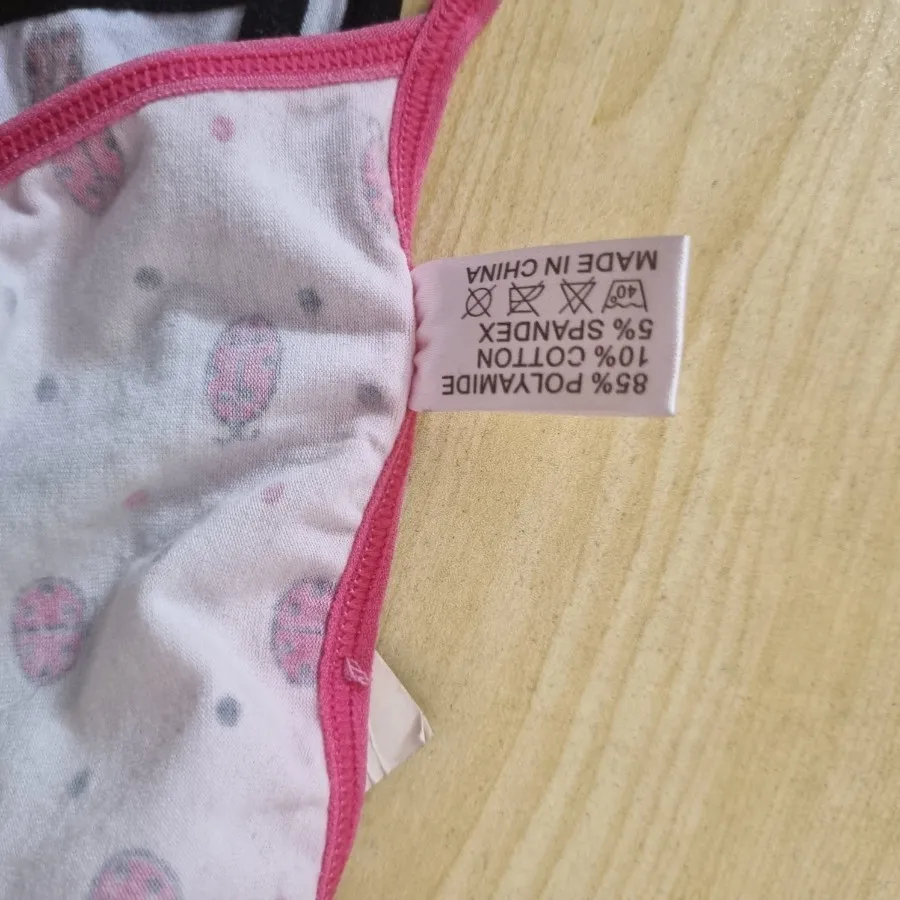 85% POLYAMIDE
10% COTTON
5% SPANDEX
40°
MADE IN CHINA